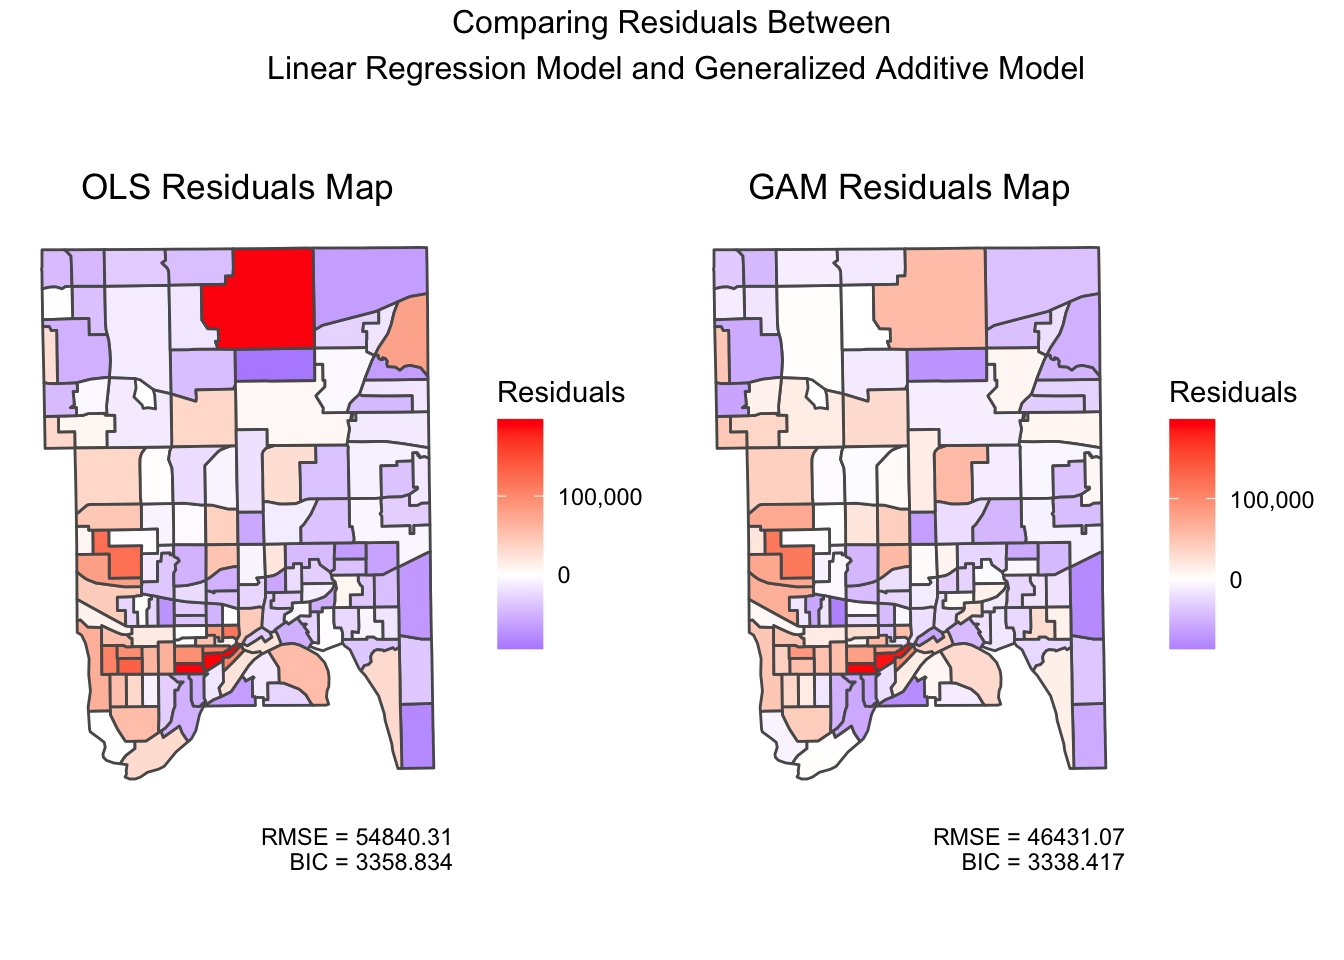 Comparing Residuals Between
Linear Regression Model and Generalized Additive Model
OLS Residuals Map
Residuals
100,000
0
RMSE = 54840.31
BIC = 3358.834
GAM Residuals Map
Residuals
100,000
0
RMSE = 46431.07
BIC = 3338.417